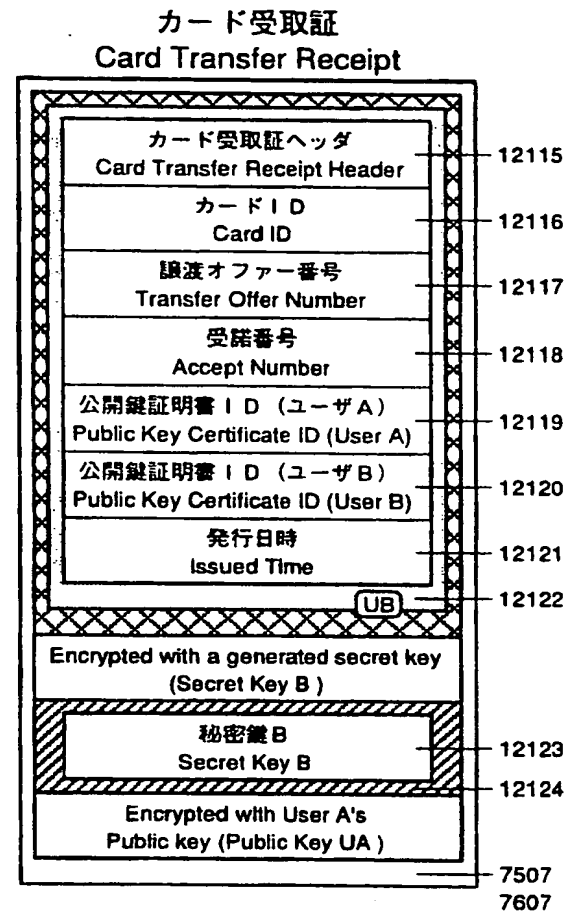 カード受取証
Card Transfer Receipt
カード受取証ヘッダ
Card Transfer Receipt Header
12115
カードID
Card ID
12116
譲渡オファー番号
Transfer Offer Number
12117
受諾番号
Accept Number
12118
公開鍵証明書ID (ユーザA)
Public Key Certificate ID (User A)
12119
公開鍵証明書ID (ユーザB)
Public Key Certificate ID (User B)
12120
発行日時
Issued Time
12121
UB
12122
Encrypted with a generated secret key
(Secret Key B )
秘密鍵B
Secret Key B
12123
12124
Encrypted with User A's
Public key (Public Key UA )
7507
7607